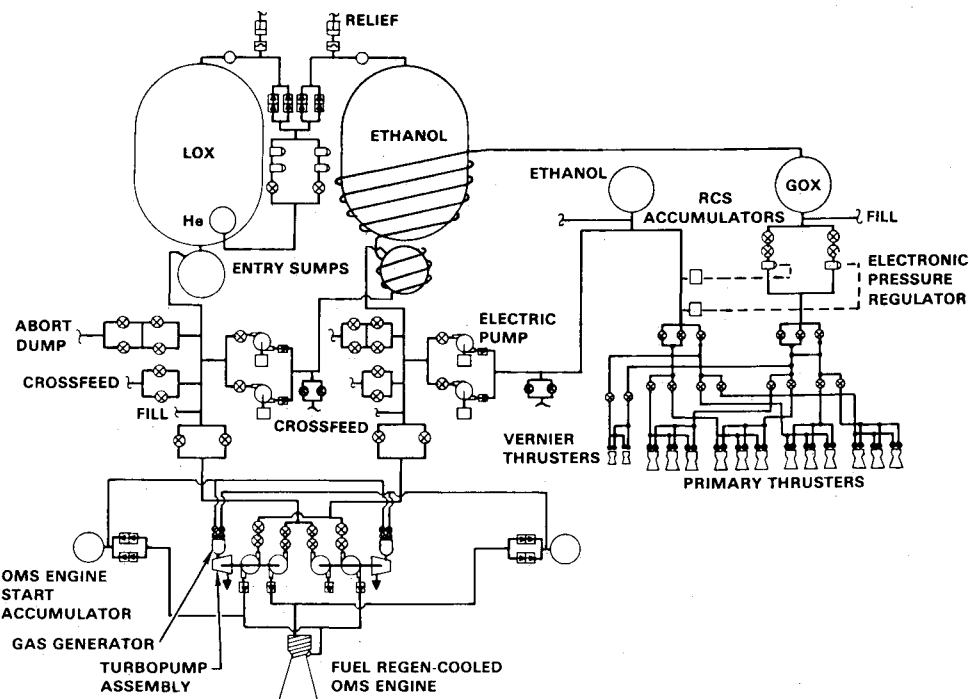 RELIEF
LOX
ETHANOL
He
ENTRY SUMPS
ETHANOL
GOX
RCS
ACCUMULATORS
FILL
ELECTRONIC
PRESSURE
REGULATOR
ABORT
DUMP
ELECTRIC
PUMP
CROSSFEED
FILL
CROSSFEED
VERNIER
THRUSTERS
PRIMARY THRUSTERS
OMS ENGINE
START
ACCUMULATOR
GAS GENERATOR
TURBOPUMP
ASSEMBLY
FUEL REGEN-COOLED
OMS ENGINE